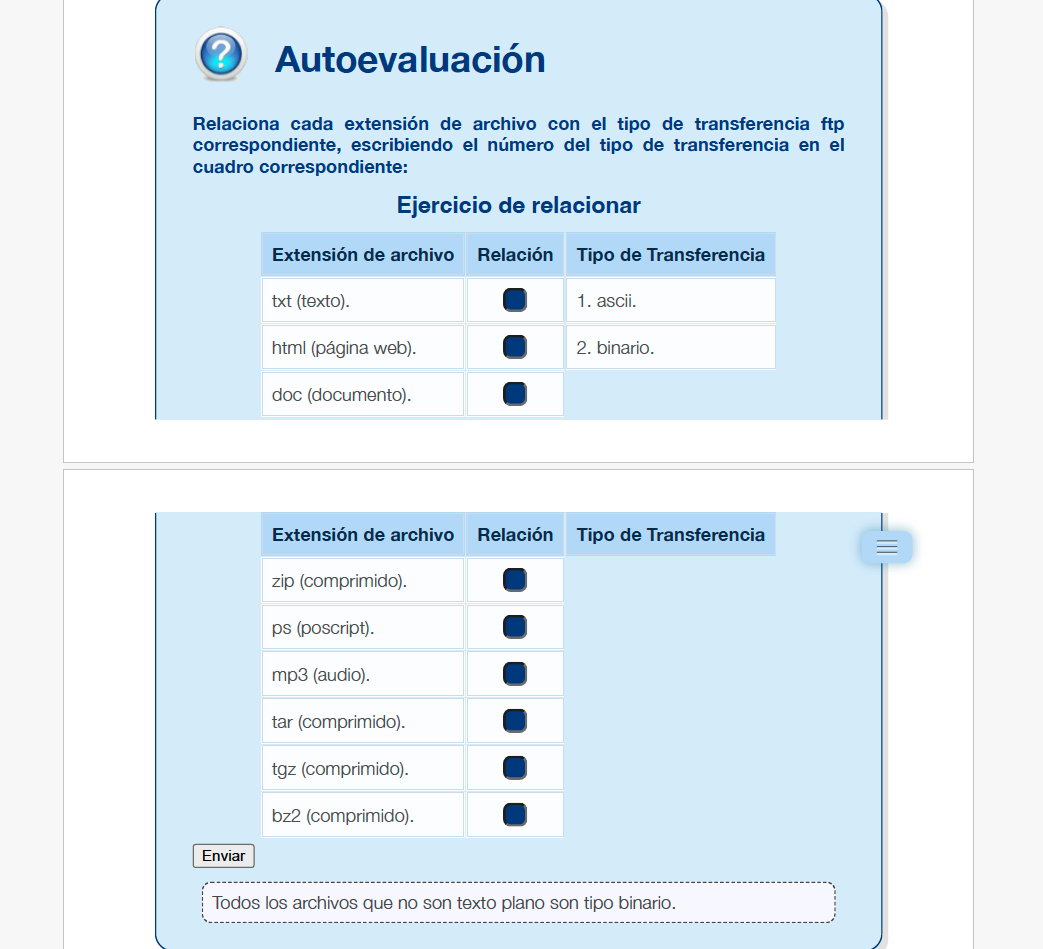 Autoevaluación
Relaciona cada extensión de archivo con el tipo de transferencia ftp
correspondiente, escribiendo el número del tipo de transferencia en el
cuadro correspondiente:
Ejercicio de relacionar
Extensión de archivo Relación Tipo de Transferencia
txt (texto). 1. ascii.
html (página web). 2. binario.
doc (documento).
Extensión de archivo Relación Tipo de Transferencia
zip (comprimido).
ps (poscript).
mp3 (audio).
tar (comprimido).
tgz (comprimido).
bz2 (comprimido).
Enviar
Todos los archivos que no son texto plano son tipo binario.